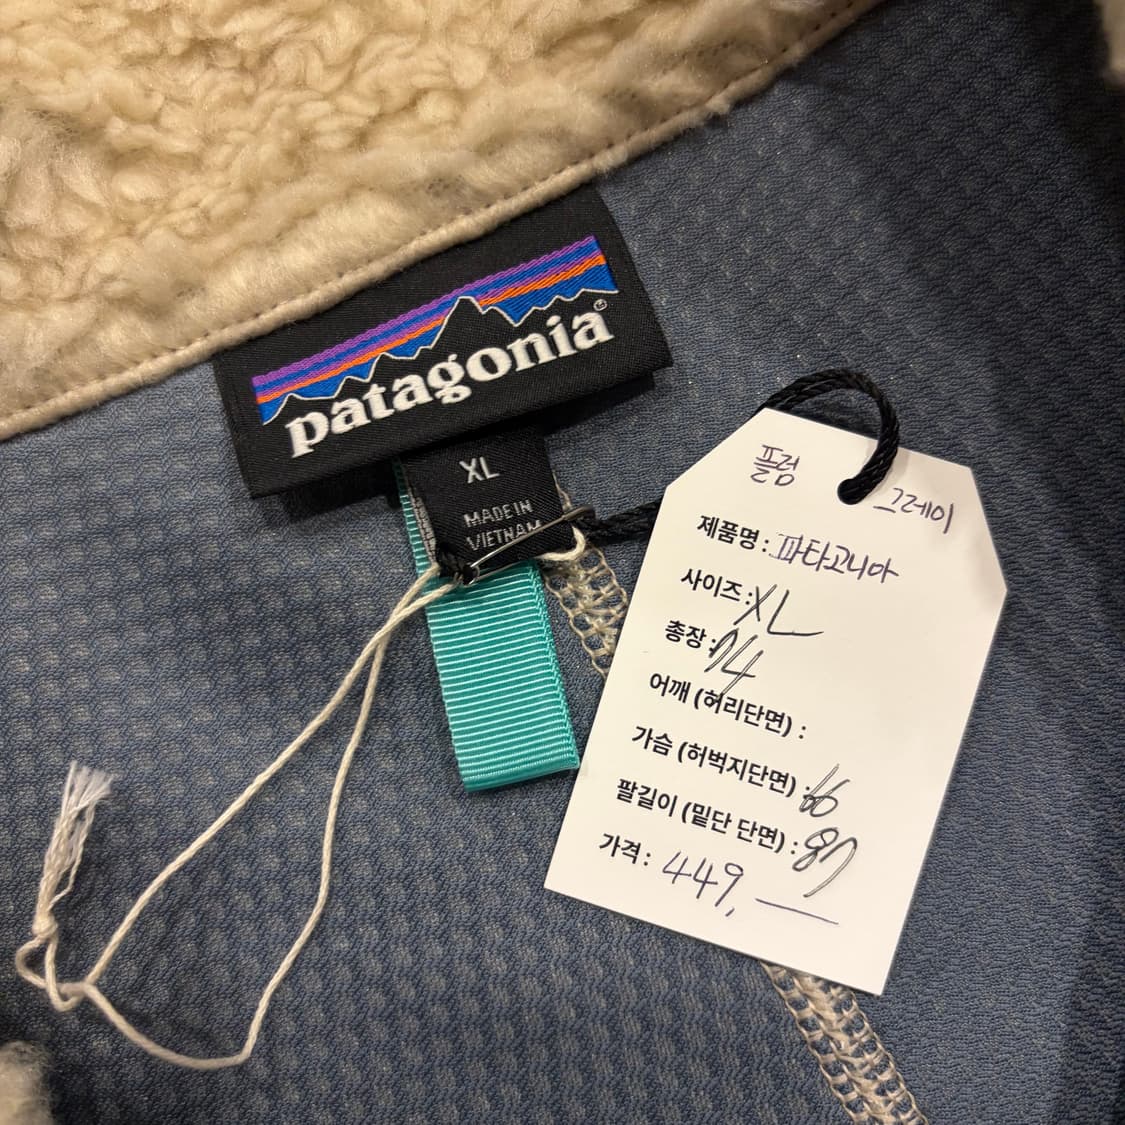 patagonia®
XL
MADE IN
VIETNAM
플럼 그레이
제품명 : 파타고니아
사이즈 : XL
총장 : 74
어깨 (허리단면) :
가슴 (허벅지단면) : 66
팔길이 (밑단 단면) : 87
가격 : 449,—